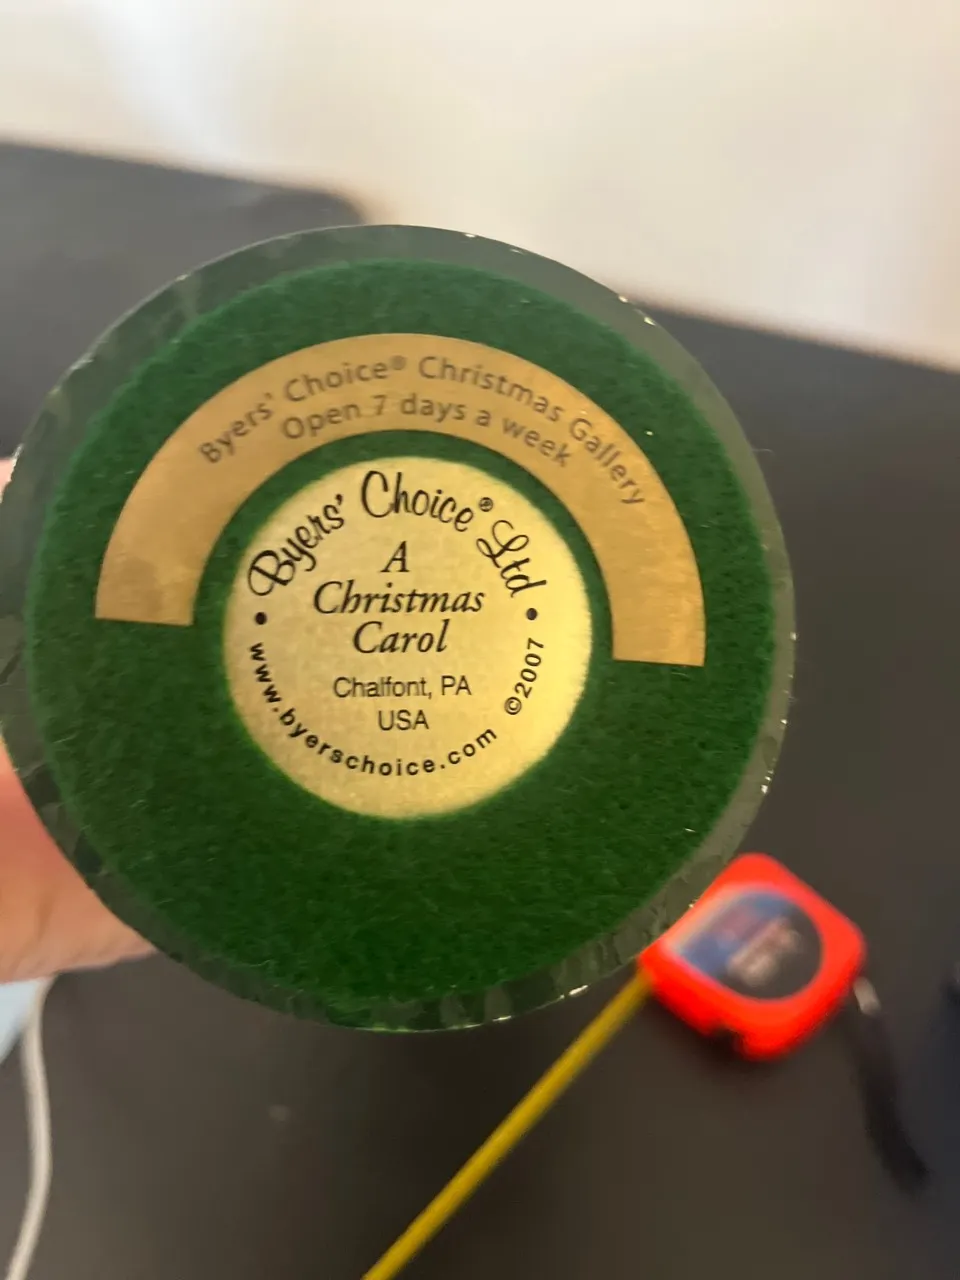 Byers' Choice® Christmas Gallery
Open 7 days a week
Byers' Choice® Ltd
A
Christmas
Carol
Chalfont, PA
USA
www.byerschoice.com
©2007